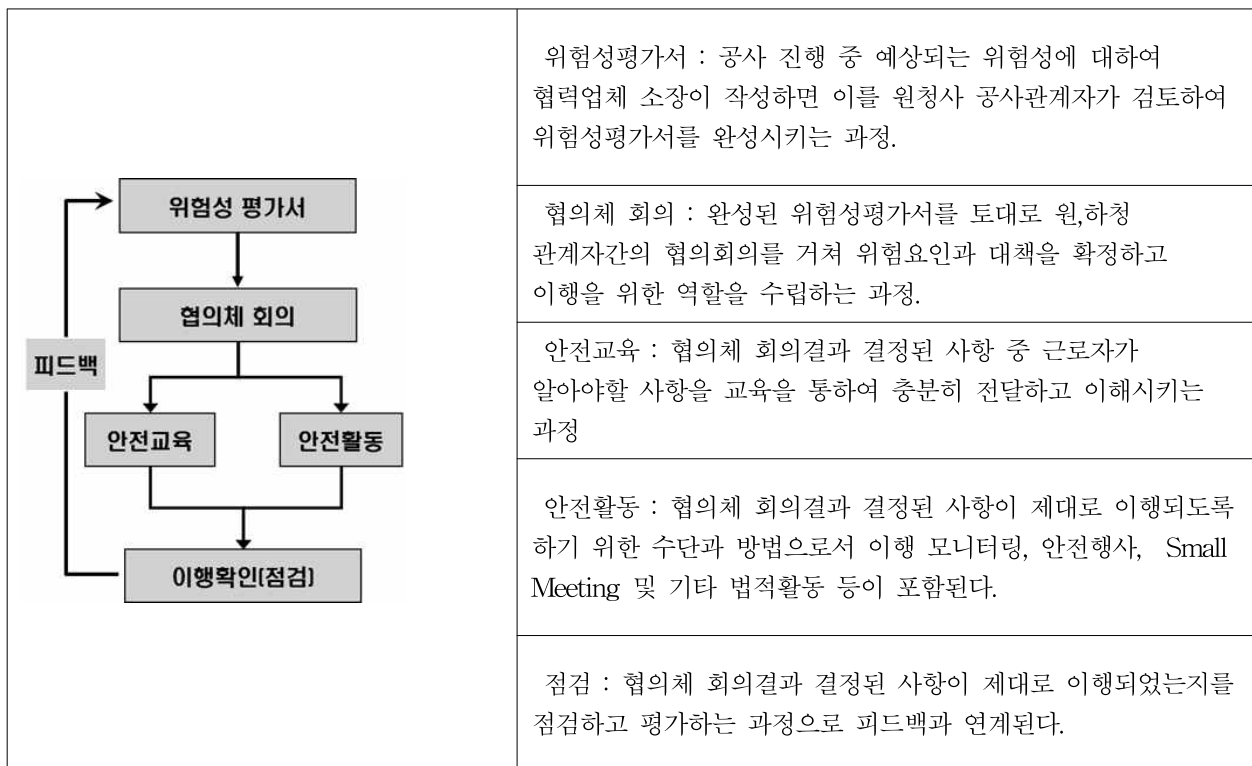 위험성 평가서
협의체 회의
피드백
안전교육
안전활동
이행확인(점검)
위험성평가서 : 공사 진행 중 예상되는 위험성에 대하여
협력업체 소장이 작성하면 이를 원청사 공사관계자가 검토하여
위험성평가서를 완성시키는 과정.
협의체 회의 : 완성된 위험성평가서를 토대로 원,하청
관계자간의 협의회의를 거쳐 위험요인과 대책을 확정하고
이행을 위한 역할을 수립하는 과정.
안전교육 : 협의체 회의결과 결정된 사항 중 근로자가
알아야할 사항을 교육을 통하여 충분히 전달하고 이해시키는
과정
안전활동 : 협의체 회의결과 결정된 사항이 제대로 이행되도록
하기 위한 수단과 방법으로서 이행 모니터링, 안전행사, Small
Meeting 및 기타 법적활동 등이 포함된다.
점검 : 협의체 회의결과 결정된 사항이 제대로 이행되었는지를
점검하고 평가하는 과정으로 피드백과 연계된다.